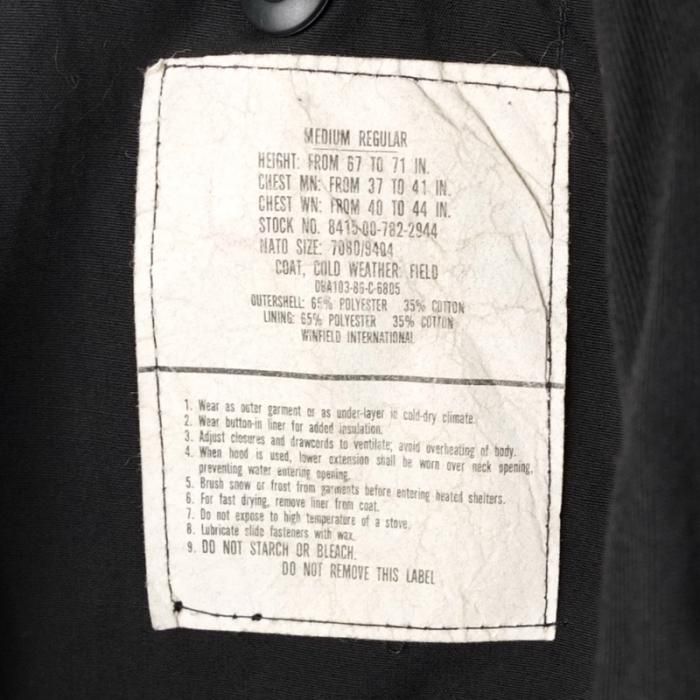 MEDIUM REGULAR
HEIGHT: FROM 67 TO 71 IN.
CHEST MN: FROM 37 TO 41 IN.
CHEST WN: FROM 40 TO 44 IN.
STOCK NO. 8415-00-782-2944
NATO SIZE: 7080/9404
COAT, COLD WEATHER: FIELD
DBA103-86-C-6805
OUTERSHELL: 65% POLYESTER 35% COTTON
LINING: 65% POLYESTER 35% COTTON
WINFIELD INTERNATIONAL
1. Wear as outer garment or as under-layer in cold-dry climate.
2. Wear button-in liner for added insulation.
3. Adjust closures and drawcords to ventilate; avoid overheating of body.
4. When hood is used, lower extension shall be worn over neck opening,
preventing water entering opening.
5. Brush snow or frost from garments before entering heated shelters.
6. For fast drying, remove liner from coat.
7. Do not expose to high temperature of a stove.
8. Lubricate slide fasteners with wax.
9. DO NOT STARCH OR BLEACH.
DO NOT REMOVE THIS LABEL